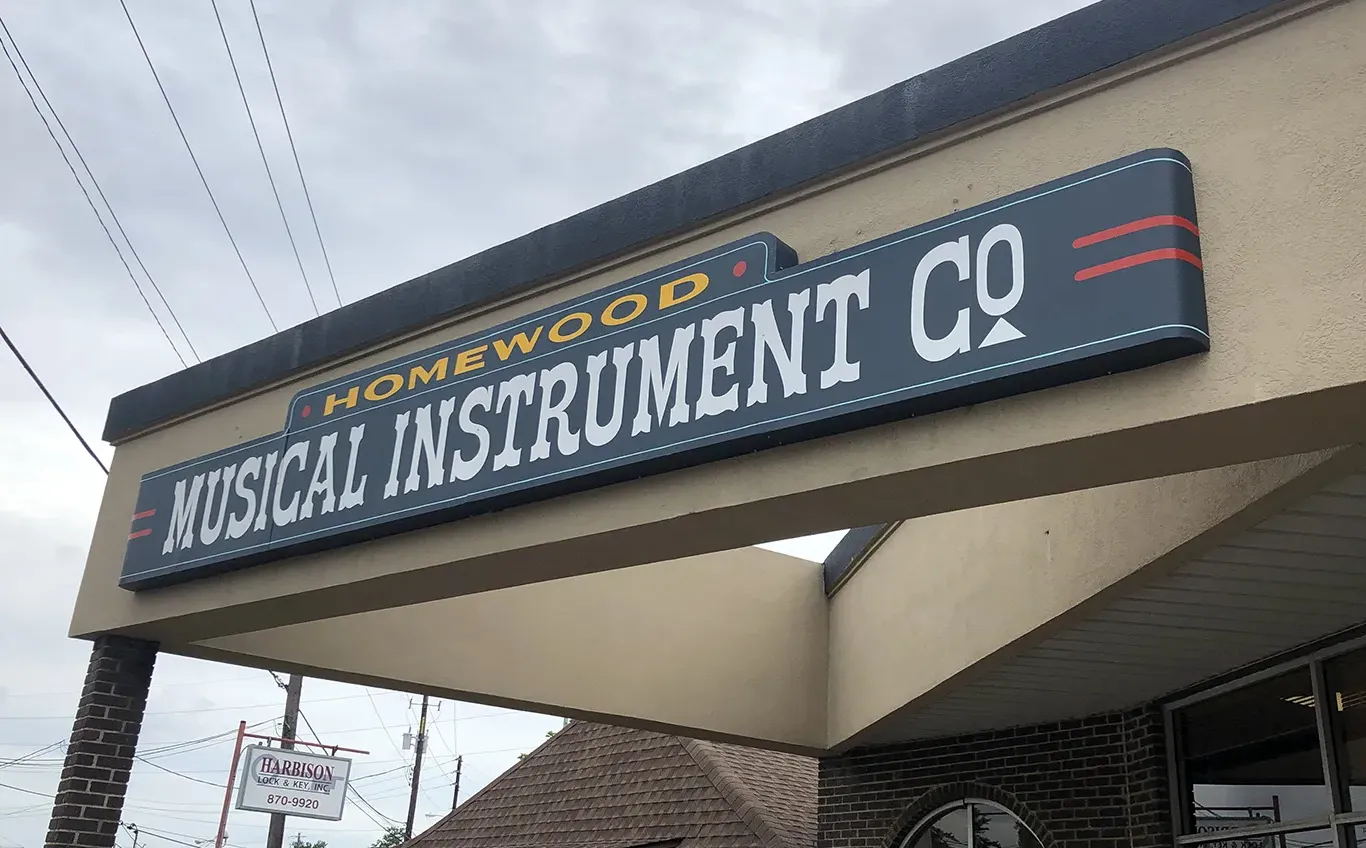 HOMEWOOD
MUSICAL INSTRUMENT CO
HARBISON
LOCK & KEY, INC.
870-9920